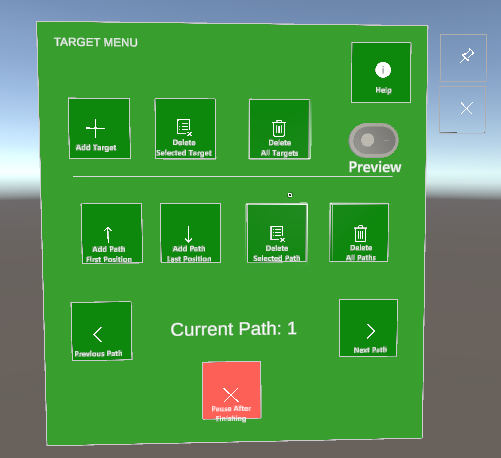 TARGET MENU
Help
Add Target
Delete
Selected Target
Delete
All Targets
Preview
Add Path
First Position
Add Path
Last Position
Delete
Selected Path
Delete
All Paths
Previous Path
Current Path: 1
Next Path
Pause After
Finishing